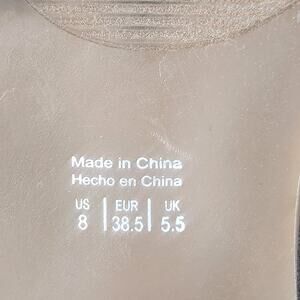 Made in China
Hecho en China
US | EUR | UK
8 | 38.5 | 5.5